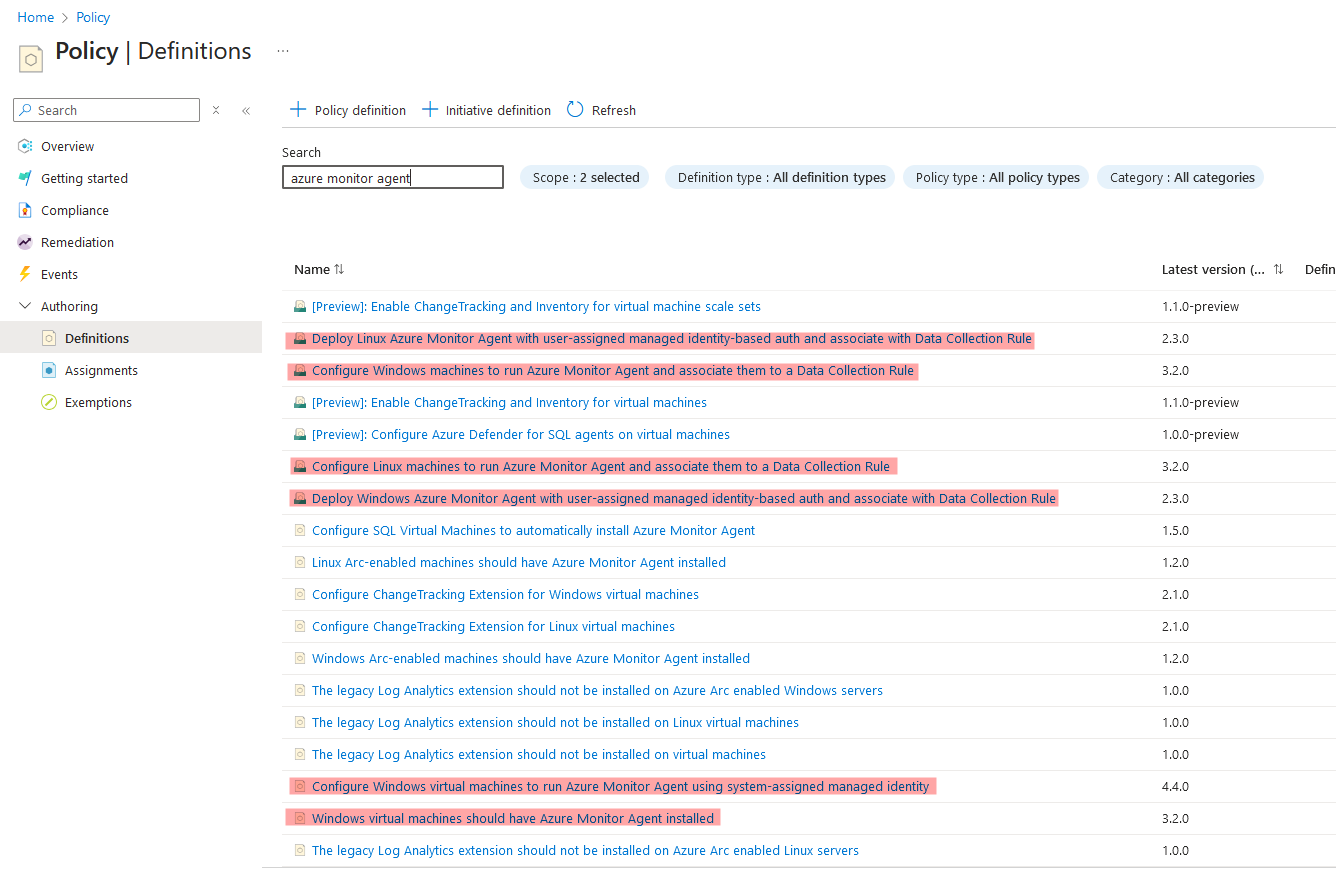 Home > Policy
Policy | Definitions ...
Search
Overview
Getting started
Compliance
Remediation
Events
Authoring
Definitions
Assignments
Exemptions
Policy definition Initiative definition Refresh
Search
azure monitor agent Scope : 2 selected Definition type : All definition types Policy type : All policy types Category : All categories
Name Latest version (... Defin
[Preview]: Enable ChangeTracking and Inventory for virtual machine scale sets 1.1.0-preview
Deploy Linux Azure Monitor Agent with user-assigned managed identity-based auth and associate with Data Collection Rule 2.3.0
Configure Windows machines to run Azure Monitor Agent and associate them to a Data Collection Rule 3.2.0
[Preview]: Enable ChangeTracking and Inventory for virtual machines 1.1.0-preview
[Preview]: Configure Azure Defender for SQL agents on virtual machines 1.0.0-preview
Configure Linux machines to run Azure Monitor Agent and associate them to a Data Collection Rule 3.2.0
Deploy Windows Azure Monitor Agent with user-assigned managed identity-based auth and associate with Data Collection Rule 2.3.0
Configure SQL Virtual Machines to automatically install Azure Monitor Agent 1.5.0
Linux Arc-enabled machines should have Azure Monitor Agent installed 1.2.0
Configure ChangeTracking Extension for Windows virtual machines 2.1.0
Configure ChangeTracking Extension for Linux virtual machines 2.1.0
Windows Arc-enabled machines should have Azure Monitor Agent installed 1.2.0
The legacy Log Analytics extension should not be installed on Azure Arc enabled Windows servers 1.0.0
The legacy Log Analytics extension should not be installed on Linux virtual machines 1.0.0
The legacy Log Analytics extension should not be installed on virtual machines 1.0.0
Configure Windows virtual machines to run Azure Monitor Agent using system-assigned managed identity 4.4.0
Windows virtual machines should have Azure Monitor Agent installed 3.2.0
The legacy Log Analytics extension should not be installed on Azure Arc enabled Linux servers 1.0.0